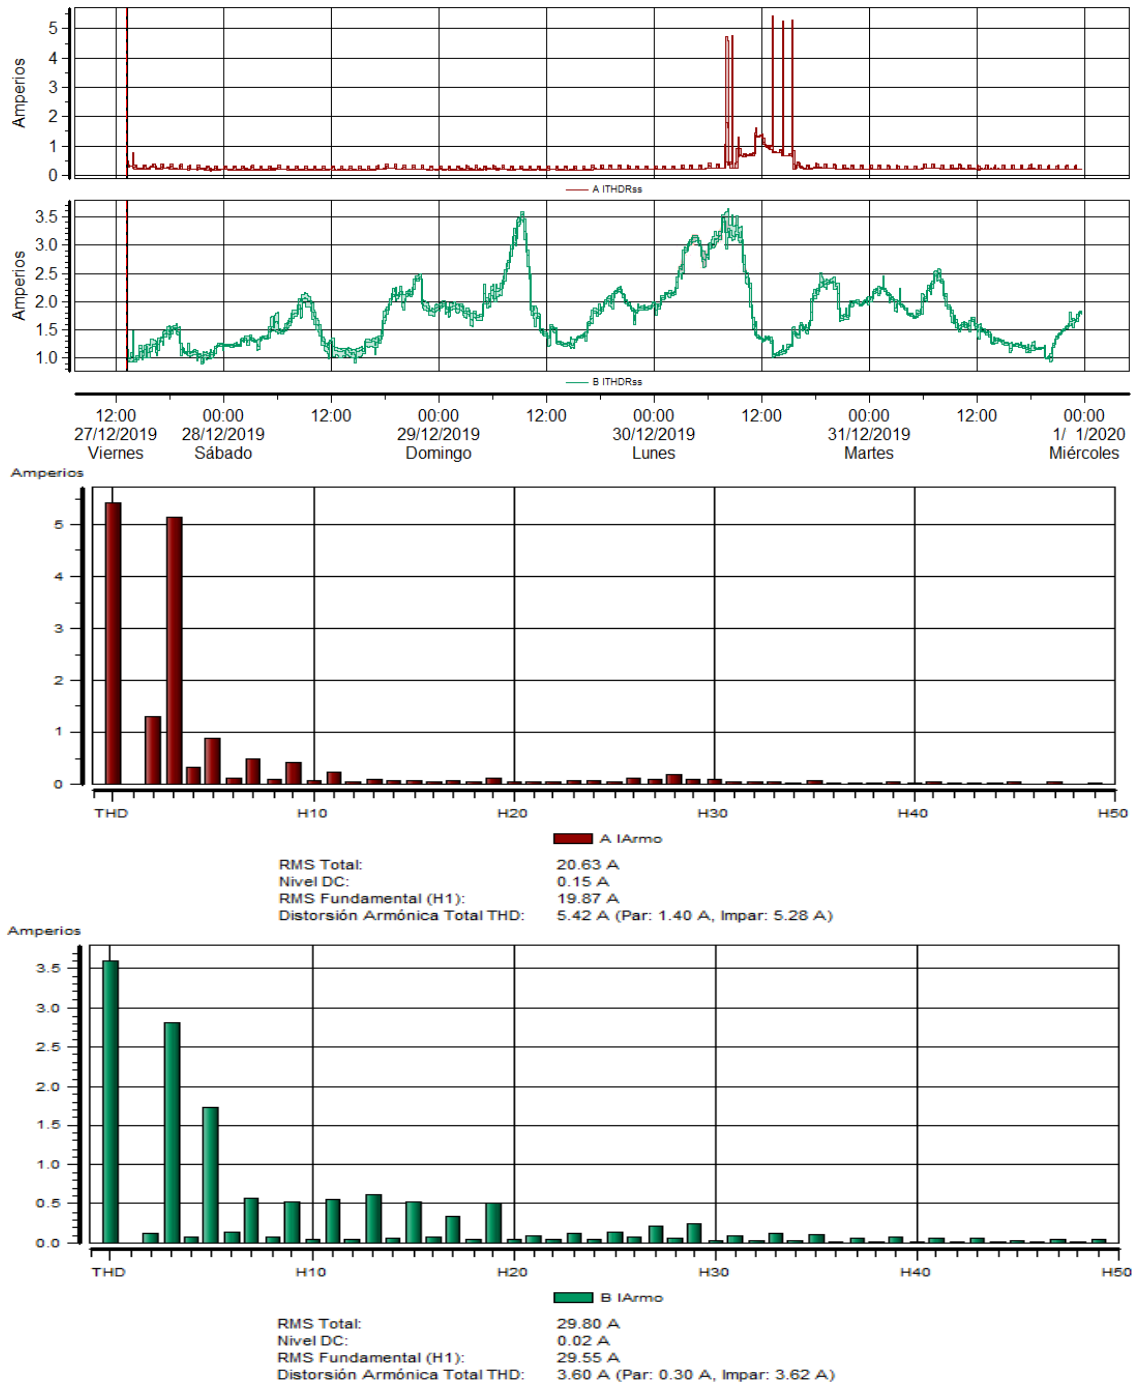 5
4
3
2
1
0
Amperios
A ITHDRss
3.5
3.0
2.5
2.0
1.5
1.0
Amperios
B ITHDRss
12:00 00:00 12:00 00:00 12:00 00:00 12:00 00:00 12:00 00:00
27/12/2019 28/12/2019 29/12/2019 30/12/2019 31/12/2019 1/ 1/2020
Viernes Sábado Domingo Lunes Martes Miércoles
Amperios
5
4
3
2
1
0
THD H10 H20 H30 H40 H50
A IArmo
RMS Total: 20.63 A
Nivel DC: 0.15 A
RMS Fundamental (H1): 19.87 A
Distorsión Armónica Total THD: 5.42 A (Par: 1.40 A, Impar: 5.28 A)
Amperios
3.5
3.0
2.5
2.0
1.5
1.0
0.5
0.0
THD H10 H20 H30 H40 H50
B IArmo
RMS Total: 29.80 A
Nivel DC: 0.02 A
RMS Fundamental (H1): 29.55 A
Distorsión Armónica Total THD: 3.60 A (Par: 0.30 A, Impar: 3.62 A)